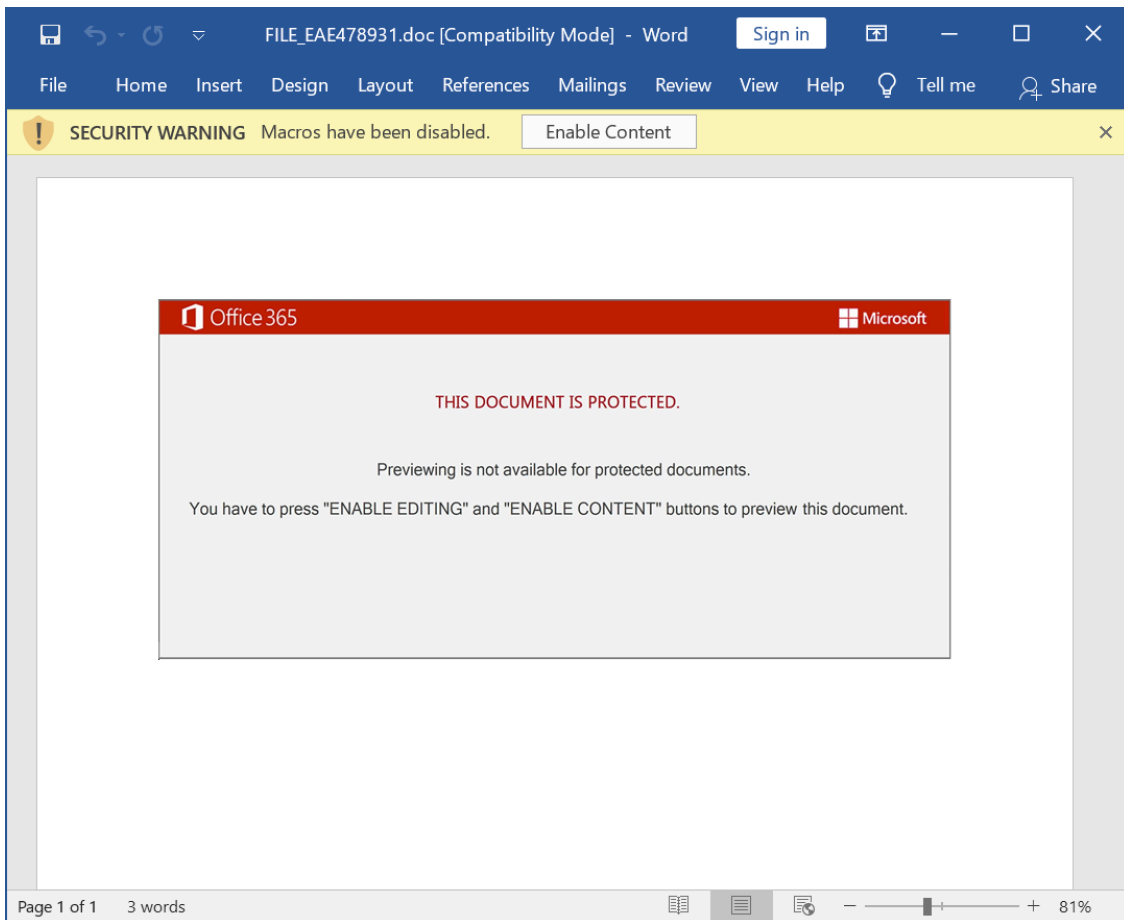 FILE_EAE478931.doc [Compatibility Mode] - Word Sign in
File Home Insert Design Layout References Mailings Review View Help Tell me Share
SECURITY WARNING Macros have been disabled. Enable Content
Office 365 Microsoft
THIS DOCUMENT IS PROTECTED.
Previewing is not available for protected documents.
You have to press "ENABLE EDITING" and "ENABLE CONTENT" buttons to preview this document.
Page 1 of 1 3 words 81%